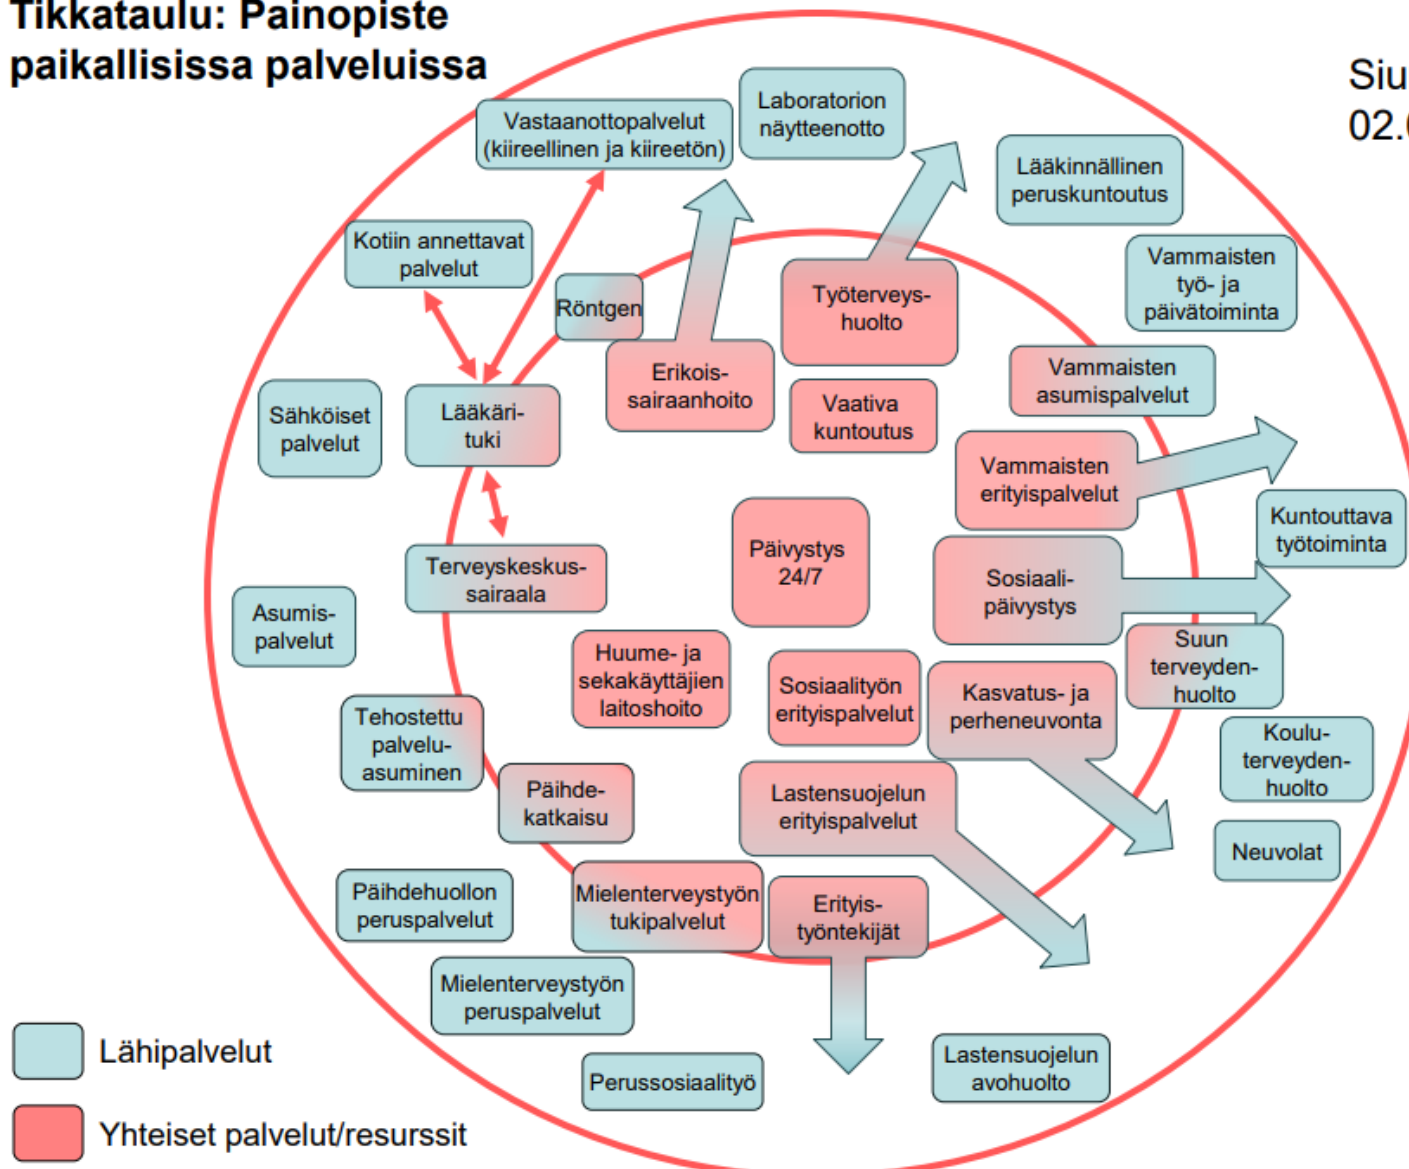 Tikkataulu: Painopiste
paikallisissa palveluissa
Siu
02.
Laboratorion
näytteenotto
Vastaanottopalvelut
(kiireellinen ja kiireetön)
Lääkinnällinen
peruskuntoutus
Kotiin annettavat
palvelut
Vammaisten
työ- ja
päivätoiminta
Röntgen
Työterveys-
huolto
Erikois-
sairaanhoito
Vammaisten
asumispalvelut
Sähköiset
palvelut
Lääkäri-
tuki
Vaativa
kuntoutus
Vammaisten
erityispalvelut
Kuntouttava
työtoiminta
Päivystys
24/7
Terveyskeskus-
sairaala
Sosiaali-
päivystys
Asumis-
palvelut
Suun
terveyden-
huolto
Huume- ja
sekakäyttäjien
laitoshoito
Sosiaalityön
erityispalvelut
Kasvatus- ja
perheneuvonta
Tehostettu
palvelu-
asuminen
Koulu-
terveyden-
huolto
Päihde-
katkaisu
Lastensuojelun
erityispalvelut
Neuvolat
Päihdehuollon
peruspalvelut
Mielenterveystyön
tukipalvelut
Erityis-
työntekijät
Mielenterveystyön
peruspalvelut
Perussosiaalityö
Lastensuojelun
avohuolto
Lähipalvelut
Yhteiset palvelut/resurssit